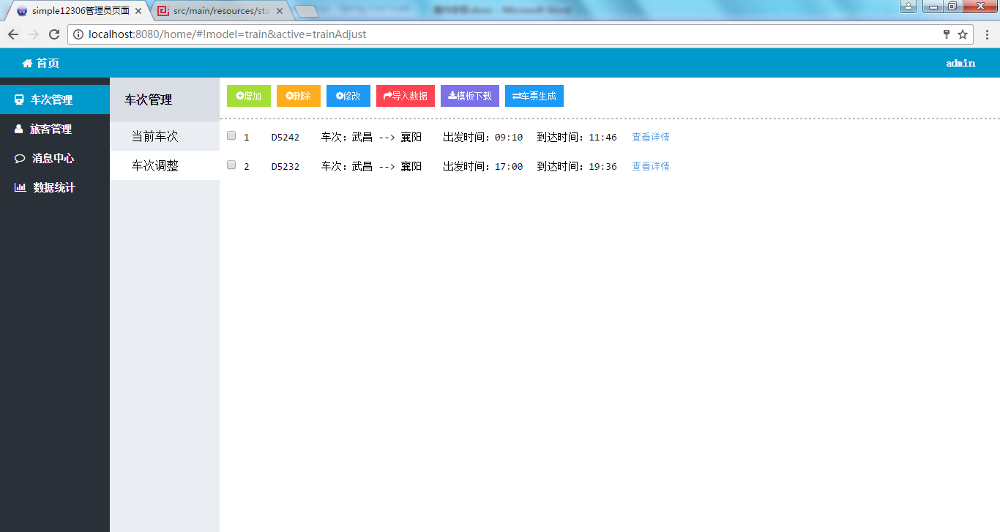 simple12306管理员页面
src/main/resources/sta
localhost:8080/home/#!model=train&active=trainAdjust
首页
admin
车次管理
旅客管理
消息中心
数据统计
车次管理
当前车次
车次调整
增加 删除 修改 导入数据 模板下载 车票生成
1 D5242 车次：武昌 --> 襄阳 出发时间：09:10 到达时间：11:46 查看详情
2 D5232 车次：武昌 --> 襄阳 出发时间：17:00 到达时间：19:36 查看详情